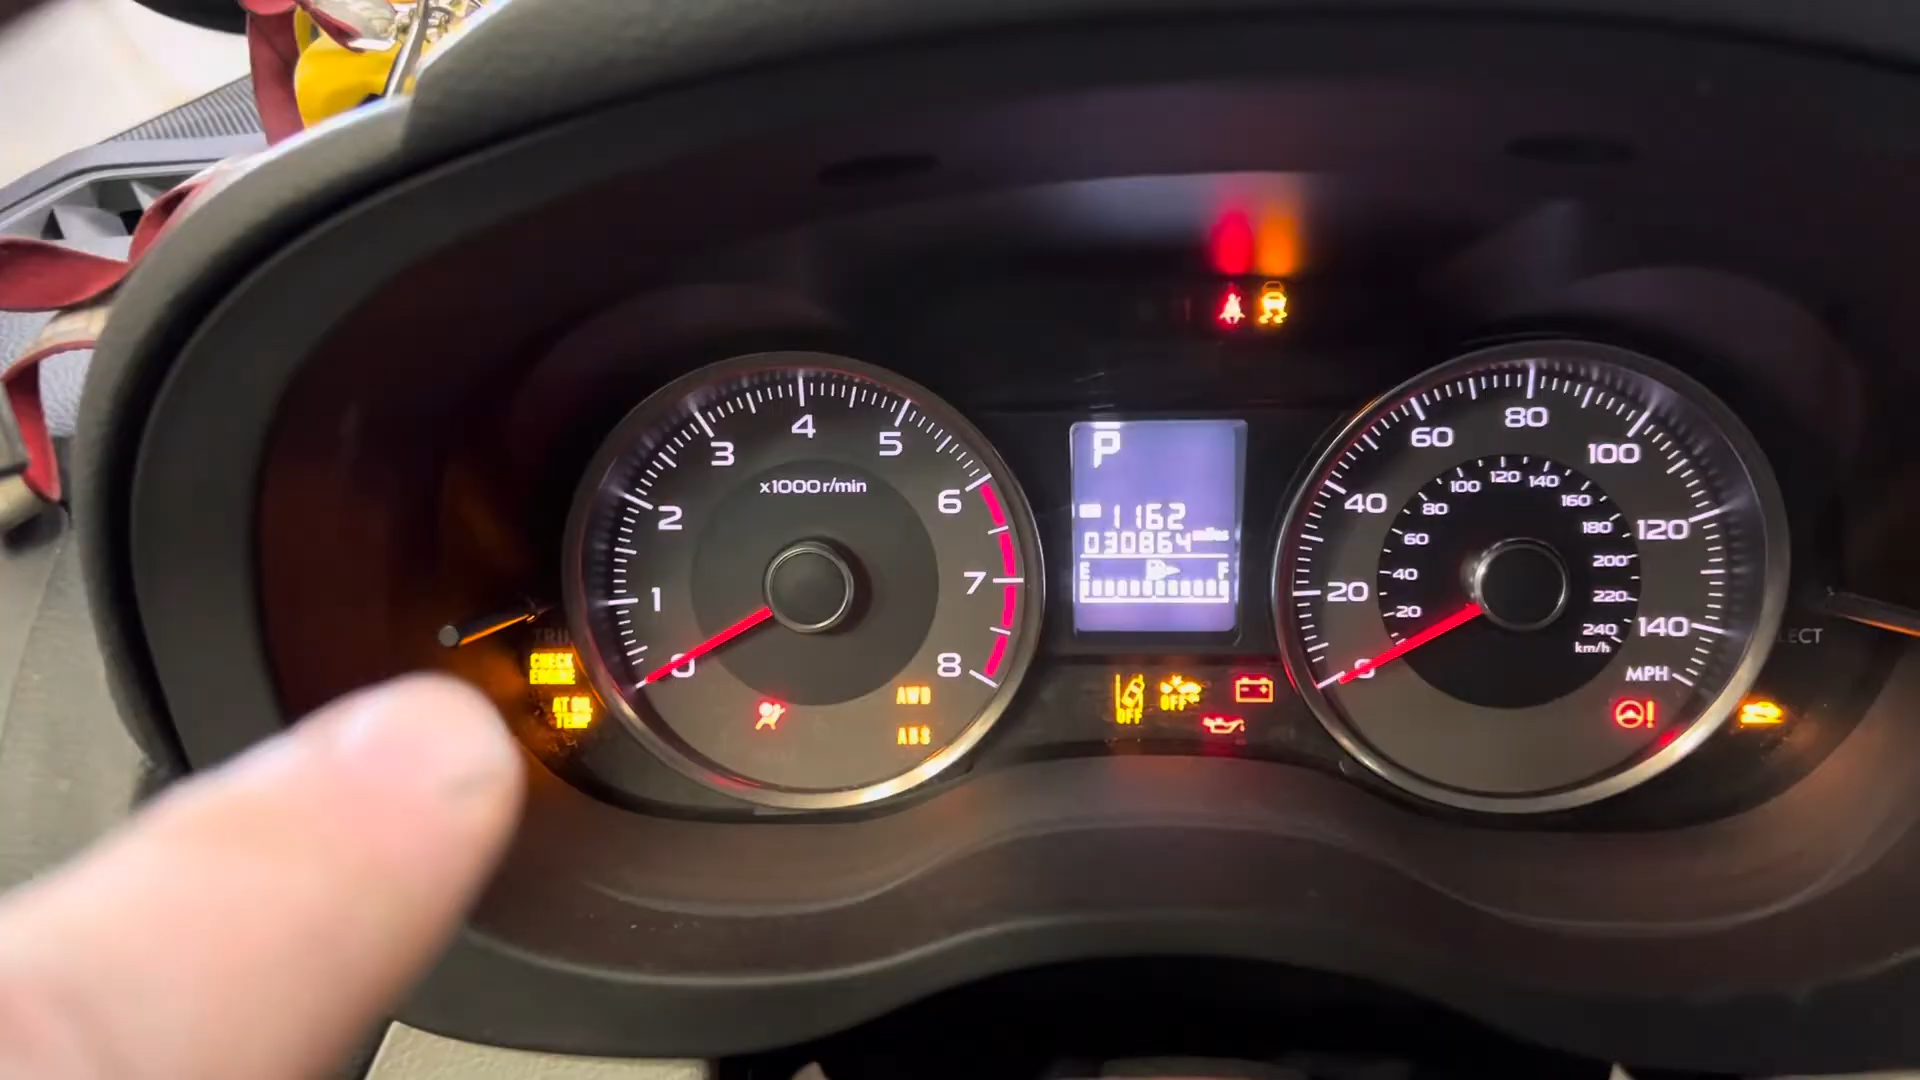 4
3
5
x1000r/min
2
6
1
7
0
8
TRIP
CHECK
ENGINE
AT OIL
TEMP
AWD
ABS
P
1162
030864 miles
E F
OFF
OFF
80
60
100
40
120
20
140
MPH
120
100
140
80
160
60
180
40
200
20
220
240
km/h
LECT